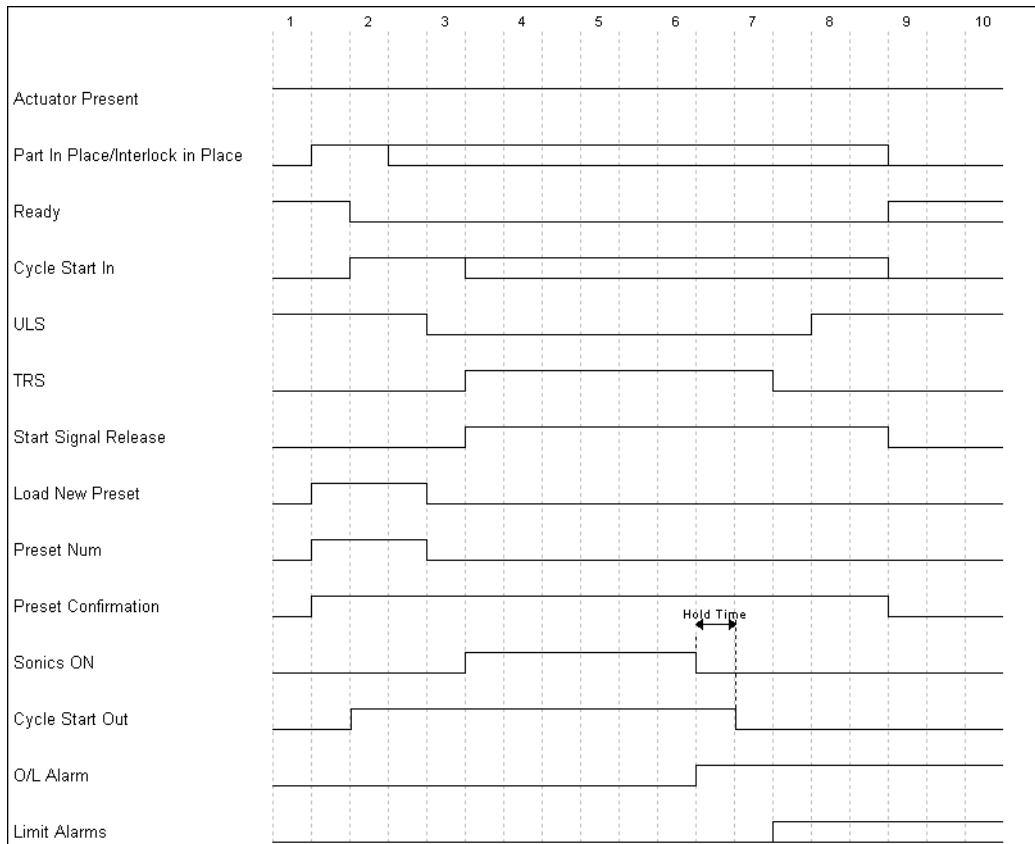 1 2 3 4 5 6 7 8 9 10
Actuator Present
Part In Place/Interlock in Place
Ready
Cycle Start In
ULS
TRS
Start Signal Release
Load New Preset
Preset Num
Preset Confirmation
Hold Time
Sonics ON
Cycle Start Out
O/L Alarm
Limit Alarms